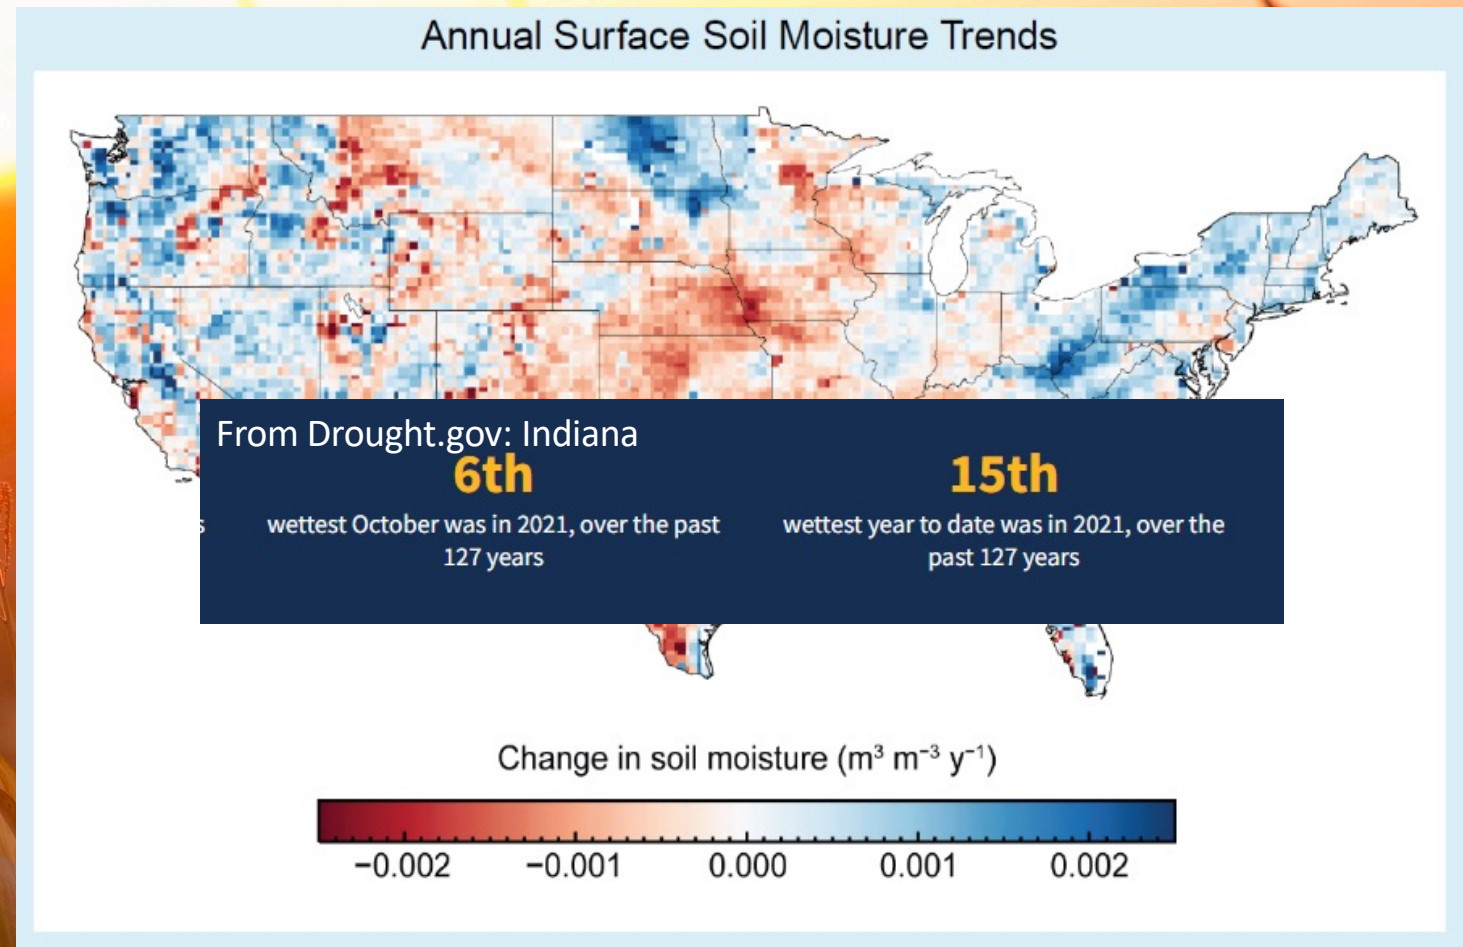 Annual Surface Soil Moisture Trends
From Drought.gov: Indiana
6th
s
wettest October was in 2021, over the past
127 years
15th
wettest year to date was in 2021, over the
past 127 years
Change in soil moisture (m³ m⁻³ y⁻¹)
−0.002 −0.001 0.000 0.001 0.002